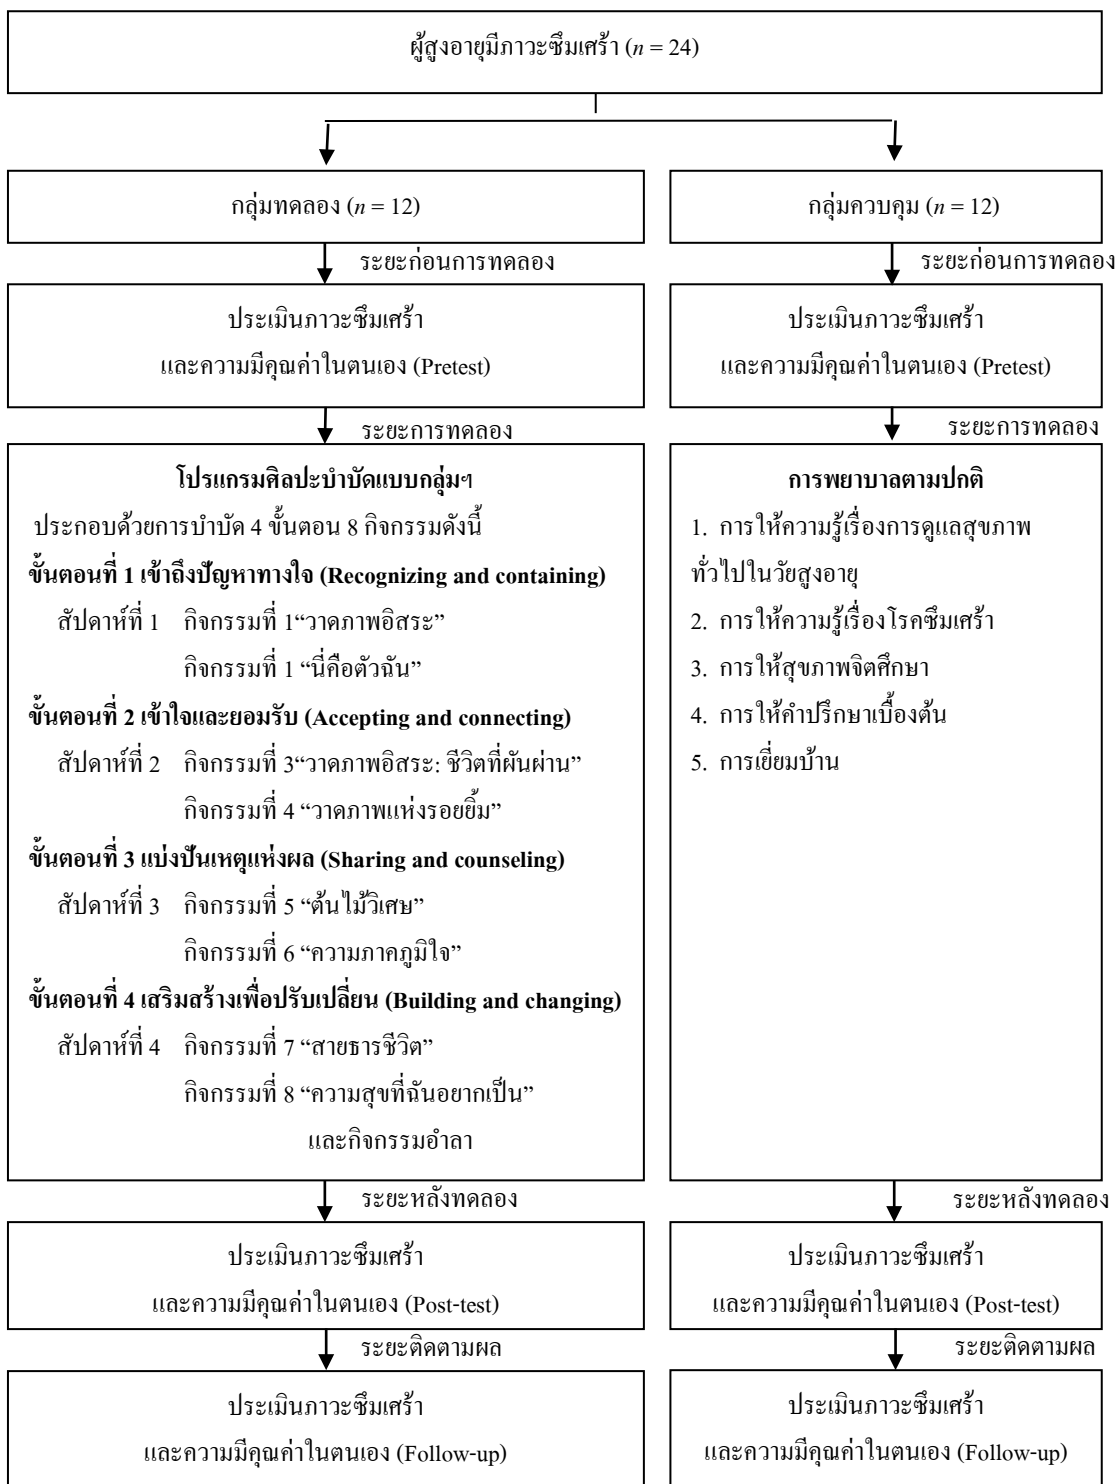 ผู้สูงอายุมีภาวะซึมเศร้า (n = 24)
กลุ่มทดลอง (n = 12)
ระยะก่อนการทดลอง
ประเมินภาวะซึมเศร้า
และความมีคุณค่าในตนเอง (Pretest)
ระยะการทดลอง
โปรแกรมศิลปะบำบัดแบบกลุ่มฯ
ประกอบด้วยการบำบัด 4 ขั้นตอน 8 กิจกรรมดังนี้
ขั้นตอนที่ 1 เข้าถึงปัญหาทางใจ (Recognizing and containing)
สัปดาห์ที่ 1 กิจกรรมที่ 1“วาดภาพอิสระ”
กิจกรรมที่ 1 “นี่คือตัวฉัน”
ขั้นตอนที่ 2 เข้าใจและยอมรับ (Accepting and connecting)
สัปดาห์ที่ 2 กิจกรรมที่ 3“วาดภาพอิสระ: ชีวิตที่ผันผ่าน”
กิจกรรมที่ 4 “วาดภาพแห่งรอยยิ้ม”
ขั้นตอนที่ 3 แบ่งปันเหตุแห่งผล (Sharing and counseling)
สัปดาห์ที่ 3 กิจกรรมที่ 5 “ต้นไม้วิเศษ”
กิจกรรมที่ 6 “ความภาคภูมิใจ”
ขั้นตอนที่ 4 เสริมสร้างเพื่อปรับเปลี่ยน (Building and changing)
สัปดาห์ที่ 4 กิจกรรมที่ 7 “สายธารชีวิต”
กิจกรรมที่ 8 “ความสุขที่ฉันอยากเป็น”
และกิจกรรมอำลา
ระยะหลังทดลอง
ประเมินภาวะซึมเศร้า
และความมีคุณค่าในตนเอง (Post-test)
ระยะติดตามผล
ประเมินภาวะซึมเศร้า
และความมีคุณค่าในตนเอง (Follow-up)
กลุ่มควบคุม (n = 12)
ระยะก่อนการทดลอง
ประเมินภาวะซึมเศร้า
และความมีคุณค่าในตนเอง (Pretest)
ระยะการทดลอง
การพยาบาลตามปกติ
1. การให้ความรู้เรื่องการดูแลสุขภาพ
ทั่วไปในวัยสูงอายุ
2. การให้ความรู้เรื่องโรคซึมเศร้า
3. การให้สุขภาพจิตศึกษา
4. การให้คำปรึกษาเบื้องต้น
5. การเยี่ยมบ้าน
ระยะหลังทดลอง
ประเมินภาวะซึมเศร้า
และความมีคุณค่าในตนเอง (Post-test)
ระยะติดตามผล
ประเมินภาวะซึมเศร้า
และความมีคุณค่าในตนเอง (Follow-up)